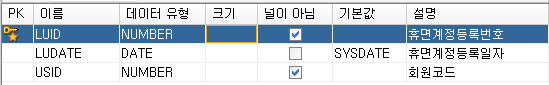 PK 이름 데이터 유형 크기 널이 아님 기본값 설명
LUID NUMBER 휴면계정등록번호
LUDATE DATE SYSDATE 휴면계정등록일자
USID NUMBER 회원코드